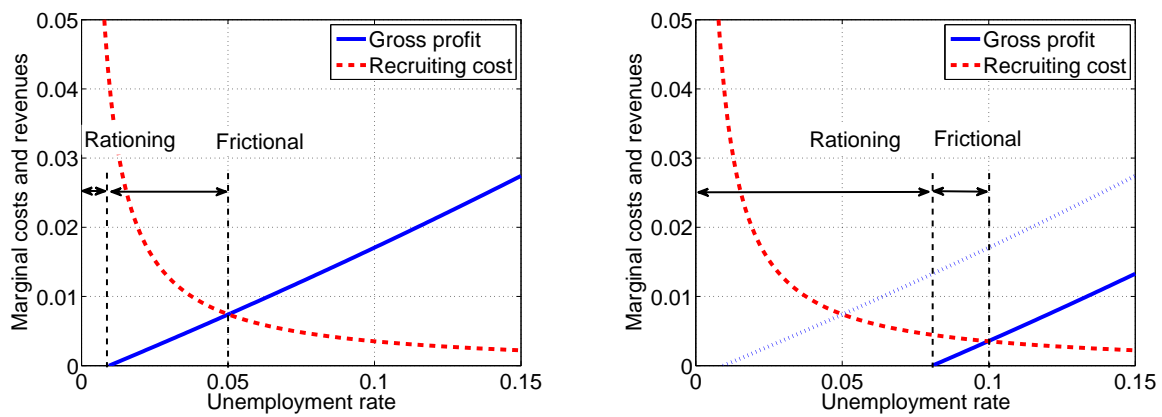 Marginal costs and revenues
0.05
0.04
0.03
0.02
0.01
0
Gross profit
Recruiting cost
Rationing
Frictional
0
0.05
0.1
0.15
Unemployment rate
Marginal costs and revenues
0.05
0.04
0.03
0.02
0.01
0
Gross profit
Recruiting cost
Rationing
Frictional
0
0.05
0.1
0.15
Unemployment rate